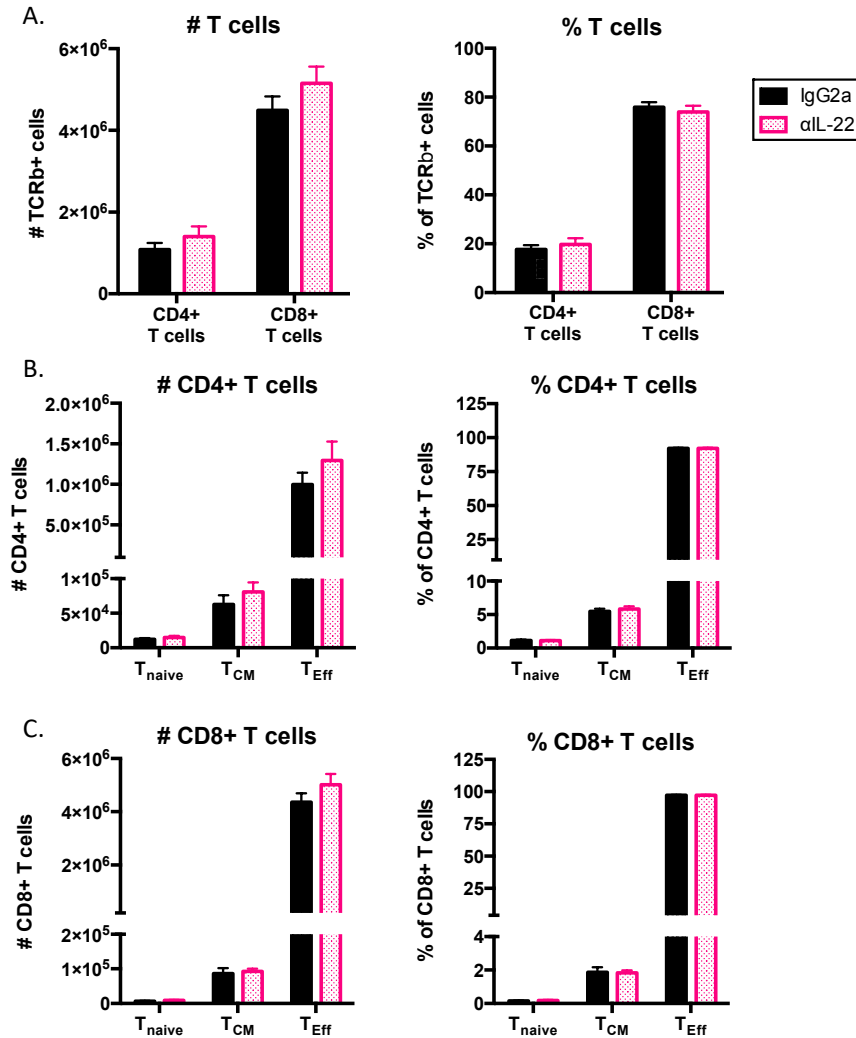 A.
# T cells
# TCRb+ cells
6×10⁶
4×10⁶
2×10⁶
0
CD4+
T cells
CD8+
T cells
% T cells
% of TCRb+ cells
100
80
60
40
20
0
CD4+
T cells
CD8+
T cells
IgG2a
αIL-22
B.
# CD4+ T cells
# CD4+ T cells
2.0×10⁶
1.5×10⁶
1.0×10⁶
5.0×10⁵
1×10⁵
5×10⁴
0
Tnaive
TCM
TEff
% CD4+ T cells
% of CD4+ T cells
125
100
75
50
25
10
5
0
Tnaive
TCM
TEff
C.
# CD8+ T cells
# CD8+ T cells
6×10⁶
4×10⁶
2×10⁶
2×10⁵
1×10⁵
0
Tnaive
TCM
TEff
% CD8+ T cells
% of CD8+ T cells
125
100
75
50
25
4
2
0
Tnaive
TCM
TEff